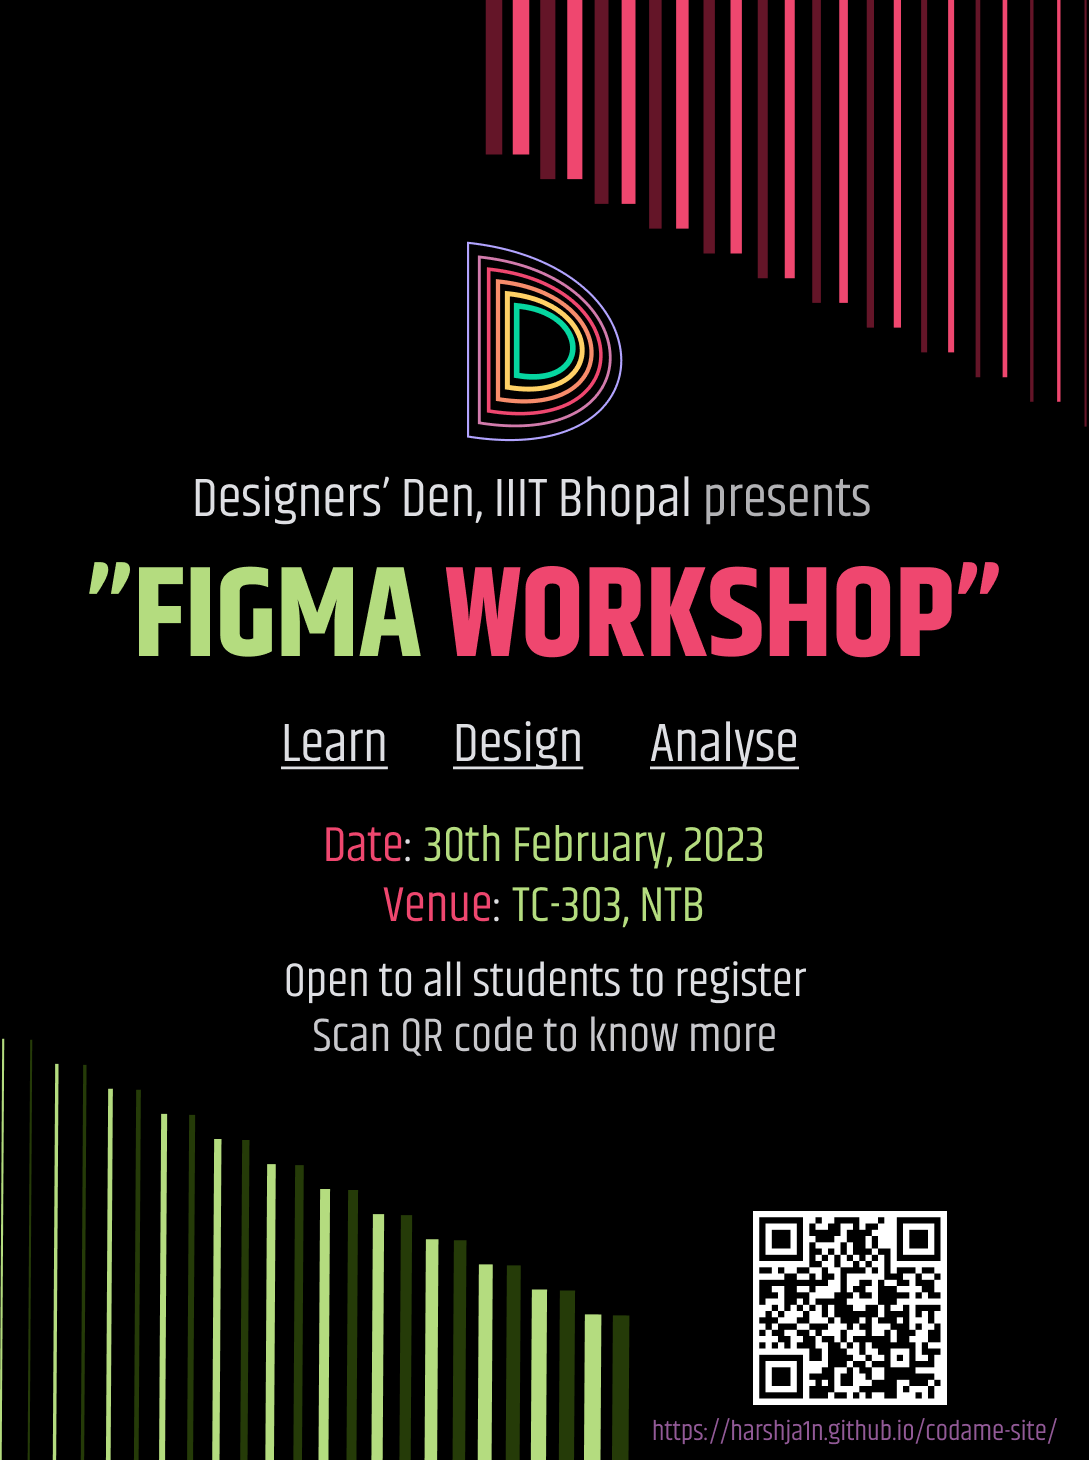 Designers’ Den, IIIT Bhopal presents
”FIGMA WORKSHOP”
Learn Design Analyse
Date: 30th February, 2023
Venue: TC-303, NTB
Open to all students to register
Scan QR code to know more
https://harshja1n.github.io/codame-site/